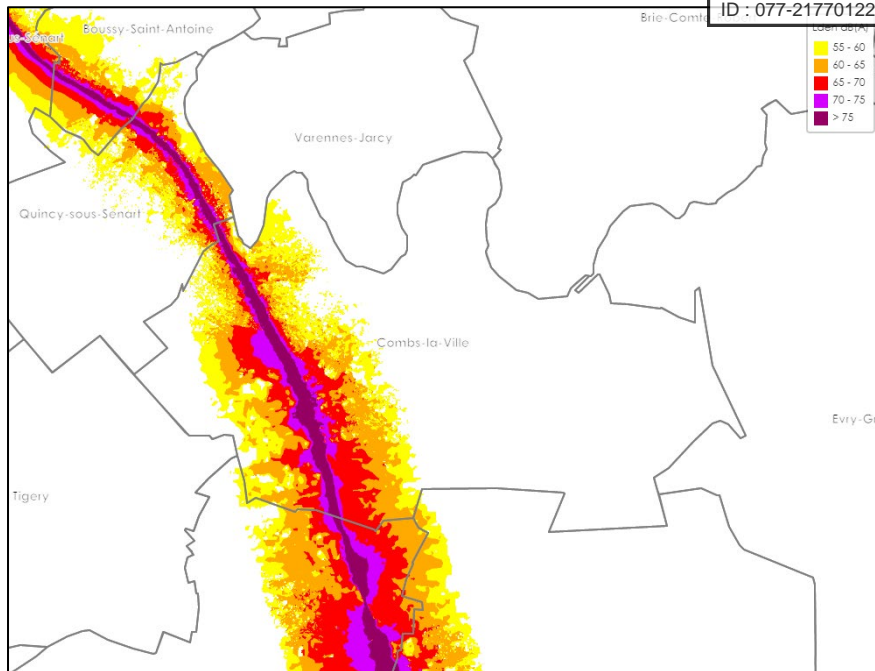 ID : 077-21770122
Boussy-Saint-Antoine
Brie-Comte
Lden dB(A)
55 - 60
60 - 65
65 - 70
70 - 75
> 75
Varennes-Jarcy
Quincy-sous-Sénart
Combs-la-Ville
Évry-Gr
Tigery